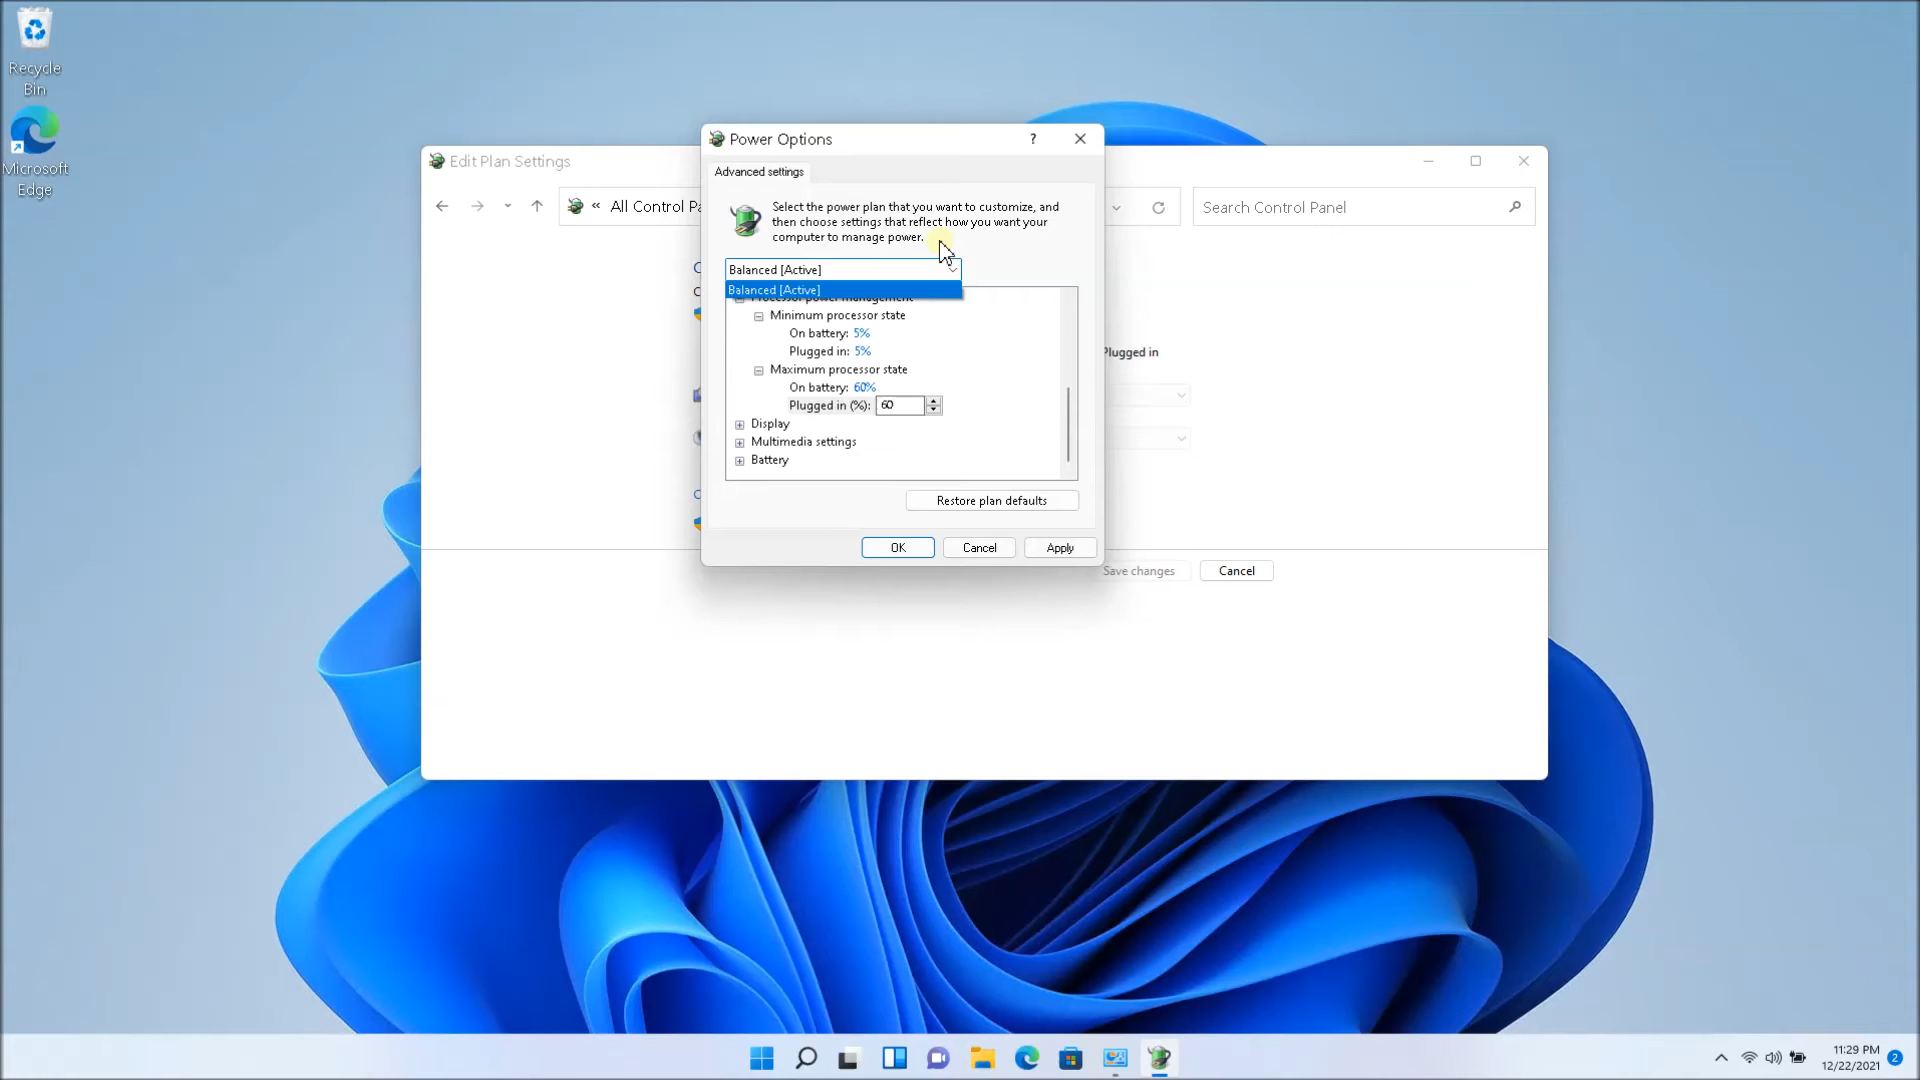 Recycle
Bin
Microsoft
Edge
Edit Plan Settings
All Control Pa
Search Control Panel
Plugged in
Save changes
Cancel
Power Options
?
Advanced settings
Select the power plan that you want to customize, and
then choose settings that reflect how you want your
computer to manage power.
Balanced [Active]
Balanced [Active]
Processor power management
Minimum processor state
On battery: 5%
Plugged in: 5%
Maximum processor state
On battery: 60%
Plugged in (%): 60
Display
Multimedia settings
Battery
Restore plan defaults
OK
Cancel
Apply
11:29 PM
12/22/2021
2